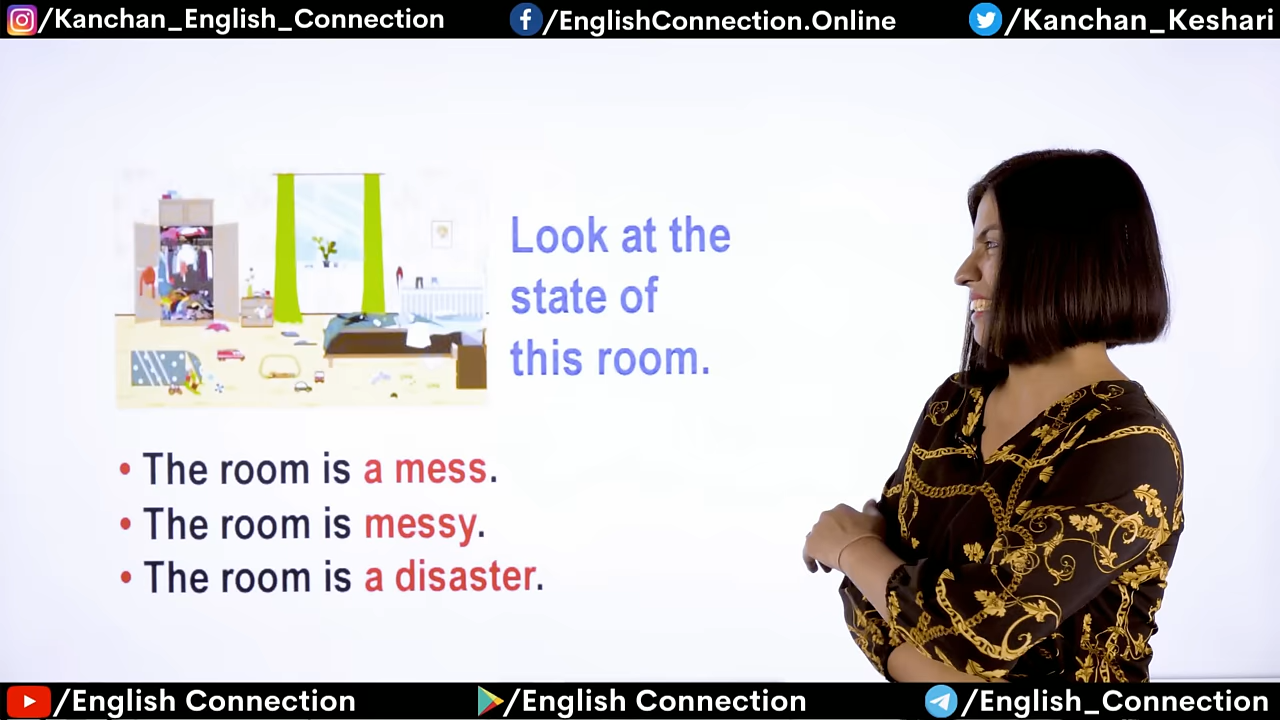 /Kanchan_English_Connection
/EnglishConnection.Online
/Kanchan_Keshari
Look at the
state of
this room.
• The room is a mess.
• The room is messy.
• The room is a disaster.
/English Connection
/English Connection
/English_Connection